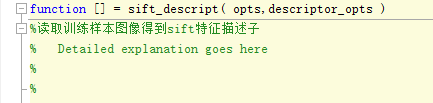 function [] = sift_descript( opts,descriptor_opts )
%读取训练样本图像得到sift特征描述子
%   Detailed explanation goes here
%
%